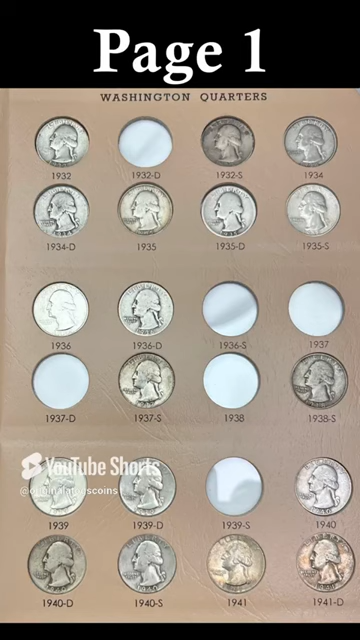 Page 1
WASHINGTON QUARTERS
1932 1932-D 1932-S 1934
1934-D 1935 1935-D 1935-S
1936 1936-D 1936-S 1937
1937-D 1937-S 1938 1938-S
YouTube Shorts
@originalatniscoins
1939 1939-D 1939-S 1940
1940-D 1940-S 1941 1941-D